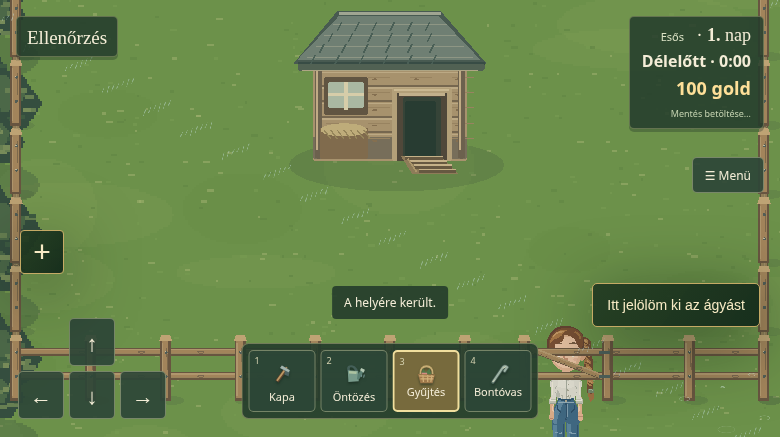 Ellenőrzés
Esős · 1. nap
Délelőtt · 0:00
100 gold
Mentés betöltése...
☰ Menü
+
A helyére került.
Itt jelölöm ki az ágyást
↑
← ↓ →
1 Kapa
2 Öntözés
3 Gyűjtés
4 Bontóvas